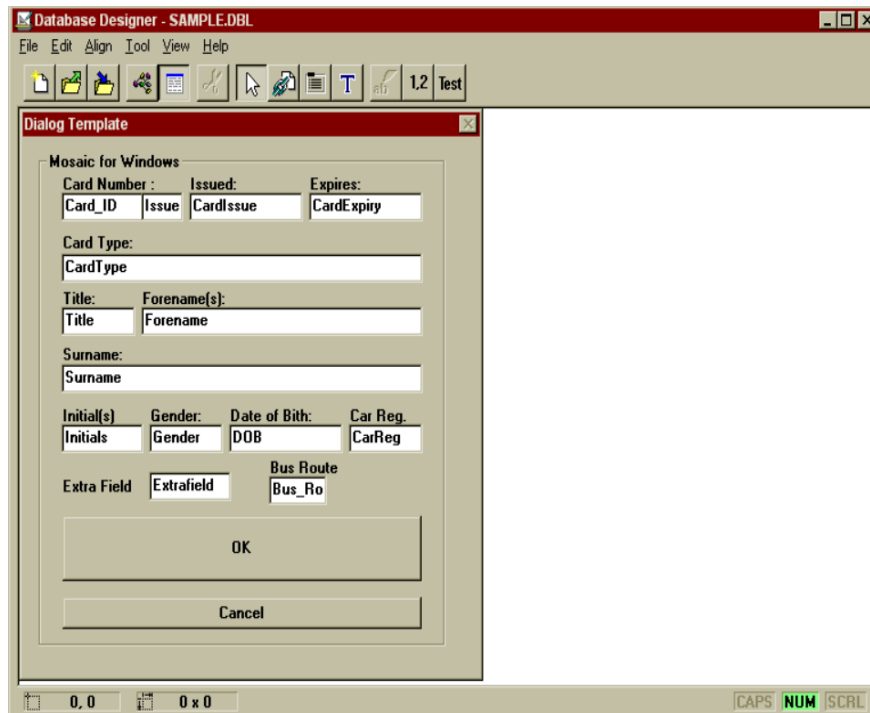 Database Designer - SAMPLE.DBL
File Edit Align Tool View Help
T ab 1.2 Test
Dialog Template
Mosaic for Windows
Card Number : Issued: Expires:
Card_ID Issue CardIssue CardExpiry
Card Type:
CardType
Title: Forename(s):
Title Forename
Surname:
Surname
Initial(s) Gender: Date of Bith: Car Reg.
Initials Gender DOB CarReg
Bus Route
Extra Field Extrafield Bus_Ro
OK
Cancel
0, 0 0 x 0 CAPS NUM SCRL